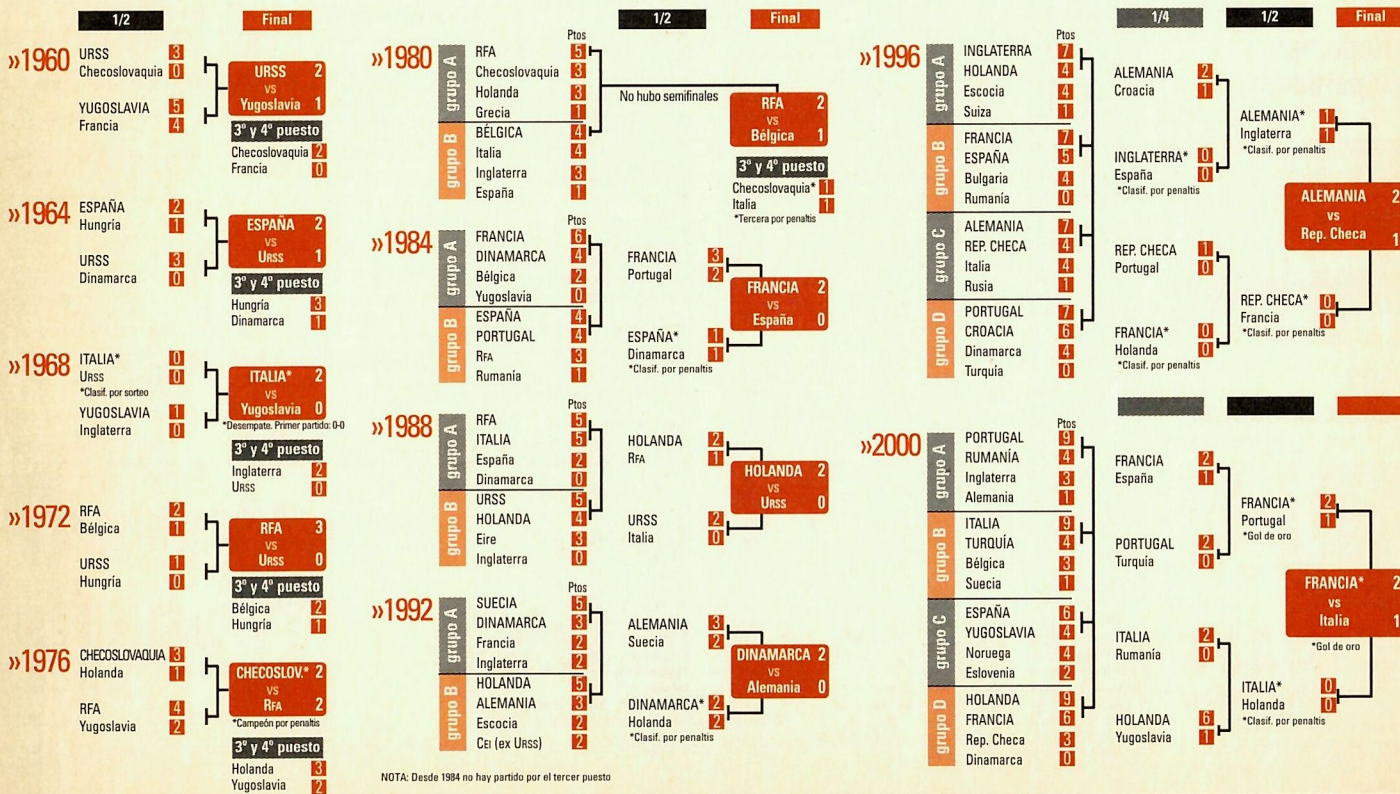 1/2 Final
»1960
URSS 3
Checoslovaquia 0
YUGOSLAVIA 5
Francia 4
URSS 2
VS
Yugoslavia 1
3º y 4º puesto
Checoslovaquia 2
Francia 0
»1964
ESPAÑA 2
Hungría 1
URSS 3
Dinamarca 0
ESPAÑA 2
VS
URSS 1
3º y 4º puesto
Hungría 3
Dinamarca 1
»1968
ITALIA* 0
URSS 0
*Clasif. por sorteo
YUGOSLAVIA 1
Inglaterra 0
ITALIA* 2
VS
Yugoslavia 0
*Desempate. Primer partido: 0-0
3º y 4º puesto
Inglaterra 2
URSS 0
»1972
RFA 2
Bélgica 1
URSS 1
Hungría 0
RFA 3
VS
URSS 0
3º y 4º puesto
Bélgica 2
Hungría 1
»1976
CHECOSLOVAQUIA 3
Holanda 1
RFA 4
Yugoslavia 2
CHECOSLOV.* 2
VS
RFA 2
*Campeón por penaltis
3º y 4º puesto
Holanda 3
Yugoslavia 2
1/2 Final
»1980
Ptos
grupo A
RFA 5
Checoslovaquia 3
Holanda 3
Grecia 1
grupo B
BÉLGICA 4
Italia 4
Inglaterra 3
España 1
No hubo semifinales
RFA 2
VS
Bélgica 1
3º y 4º puesto
Checoslovaquia* 1
Italia 1
*Tercera por penaltis
»1984
Ptos
grupo A
FRANCIA 6
DINAMARCA 4
Bélgica 2
Yugoslavia 0
grupo B
ESPAÑA 4
PORTUGAL 4
RFA 3
Rumanía 1
FRANCIA 3
Portugal 2
ESPAÑA* 1
Dinamarca 1
*Clasif. por penaltis
FRANCIA 2
VS
España 0
»1988
Ptos
grupo A
RFA 5
ITALIA 5
España 2
Dinamarca 0
grupo B
URSS 5
HOLANDA 4
Eire 3
Inglaterra 0
HOLANDA 2
RFA 1
URSS 2
Italia 0
HOLANDA 2
VS
URSS 0
»1992
Ptos
grupo A
SUECIA 5
DINAMARCA 3
Francia 2
Inglaterra 2
grupo B
HOLANDA 5
ALEMANIA 3
Escocia 2
CEI (ex URSS) 2
ALEMANIA 3
Suecia 2
DINAMARCA* 2
Holanda 2
*Clasif. por penaltis
DINAMARCA 2
VS
Alemania 0
NOTA: Desde 1984 no hay partido por el tercer puesto
1/4 1/2 Final
»1996
Ptos
grupo A
INGLATERRA 7
HOLANDA 4
Escocia 4
Suiza 1
grupo B
FRANCIA 7
ESPAÑA 5
Bulgaria 4
Rumanía 0
grupo C
ALEMANIA 7
REP. CHECA 4
Italia 4
Rusia 1
grupo D
PORTUGAL 7
CROACIA 6
Dinamarca 4
Turquía 0
ALEMANIA 2
Croacia 1
INGLATERRA* 0
España 0
*Clasif. por penaltis
REP. CHECA 1
Portugal 0
FRANCIA* 0
Holanda 0
*Clasif. por penaltis
ALEMANIA* 1
Inglaterra 1
*Clasif. por penaltis
REP. CHECA* 0
Francia 0
*Clasif. por penaltis
ALEMANIA 2
VS
Rep. Checa 1
»2000
Ptos
grupo A
PORTUGAL 9
RUMANÍA 4
Inglaterra 3
Alemania 1
grupo B
ITALIA 9
TURQUÍA 4
Bélgica 3
Suecia 1
grupo C
ESPAÑA 6
YUGOSLAVIA 4
Noruega 4
Eslovenia 2
grupo D
HOLANDA 9
FRANCIA 6
Rep. Checa 3
Dinamarca 0
FRANCIA 2
España 1
PORTUGAL 2
Turquía 0
ITALIA 2
Rumanía 0
HOLANDA 6
Yugoslavia 1
FRANCIA* 2
Portugal 1
*Gol de oro
ITALIA* 0
Holanda 0
*Clasif. por penaltis
FRANCIA* 2
VS
Italia 1
*Gol de oro